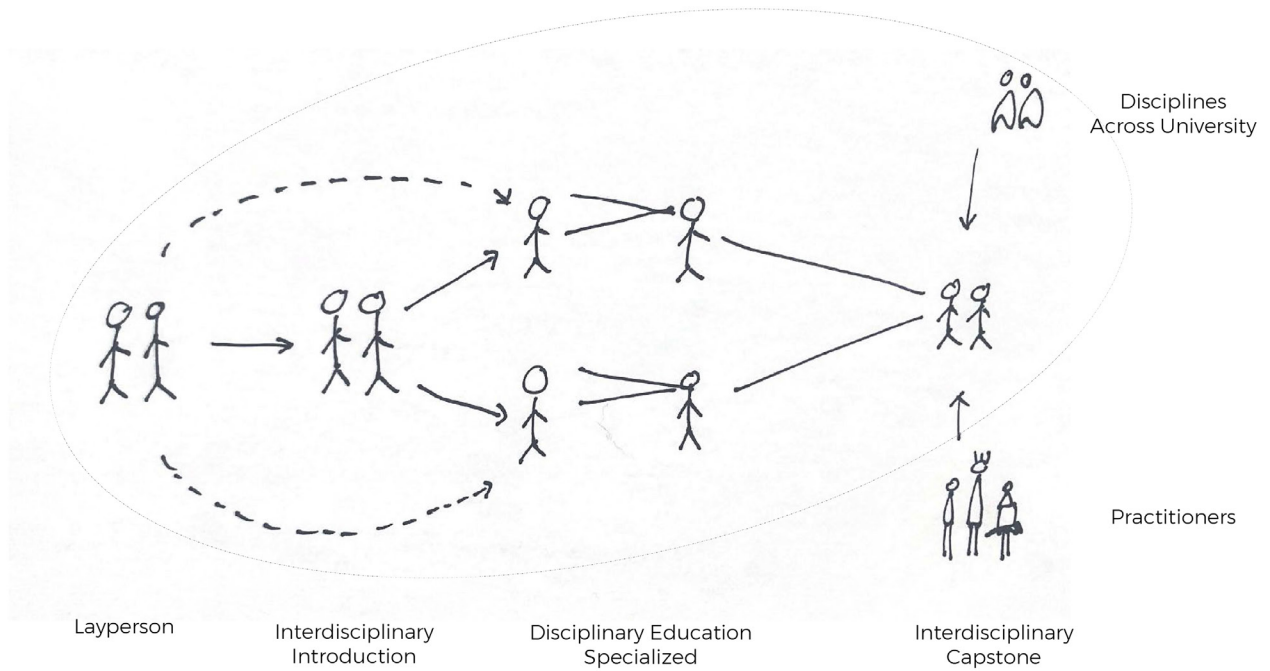 Disciplines
Across University
Practitioners
Layperson
Interdisciplinary
Introduction
Disciplinary Education
Specialized
Interdisciplinary
Capstone